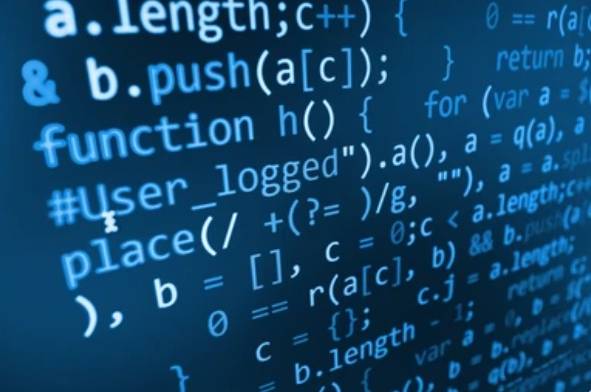 a.length;c++) {    0 == r(a[
& b.push(a[c]);    }    return b;
function h() {    for (var a = $(
#User_logged").a(), a = q(a), a
place(/ +(?= )/g, ""), a = a.spl
), b = [], c = 0;c < a.length;c+
0 == r(a[c], b) && b.push(a
c = {}; c.j = a.length; return c;
} b.length - 1; var a = 0, b = $(
= b.replace(